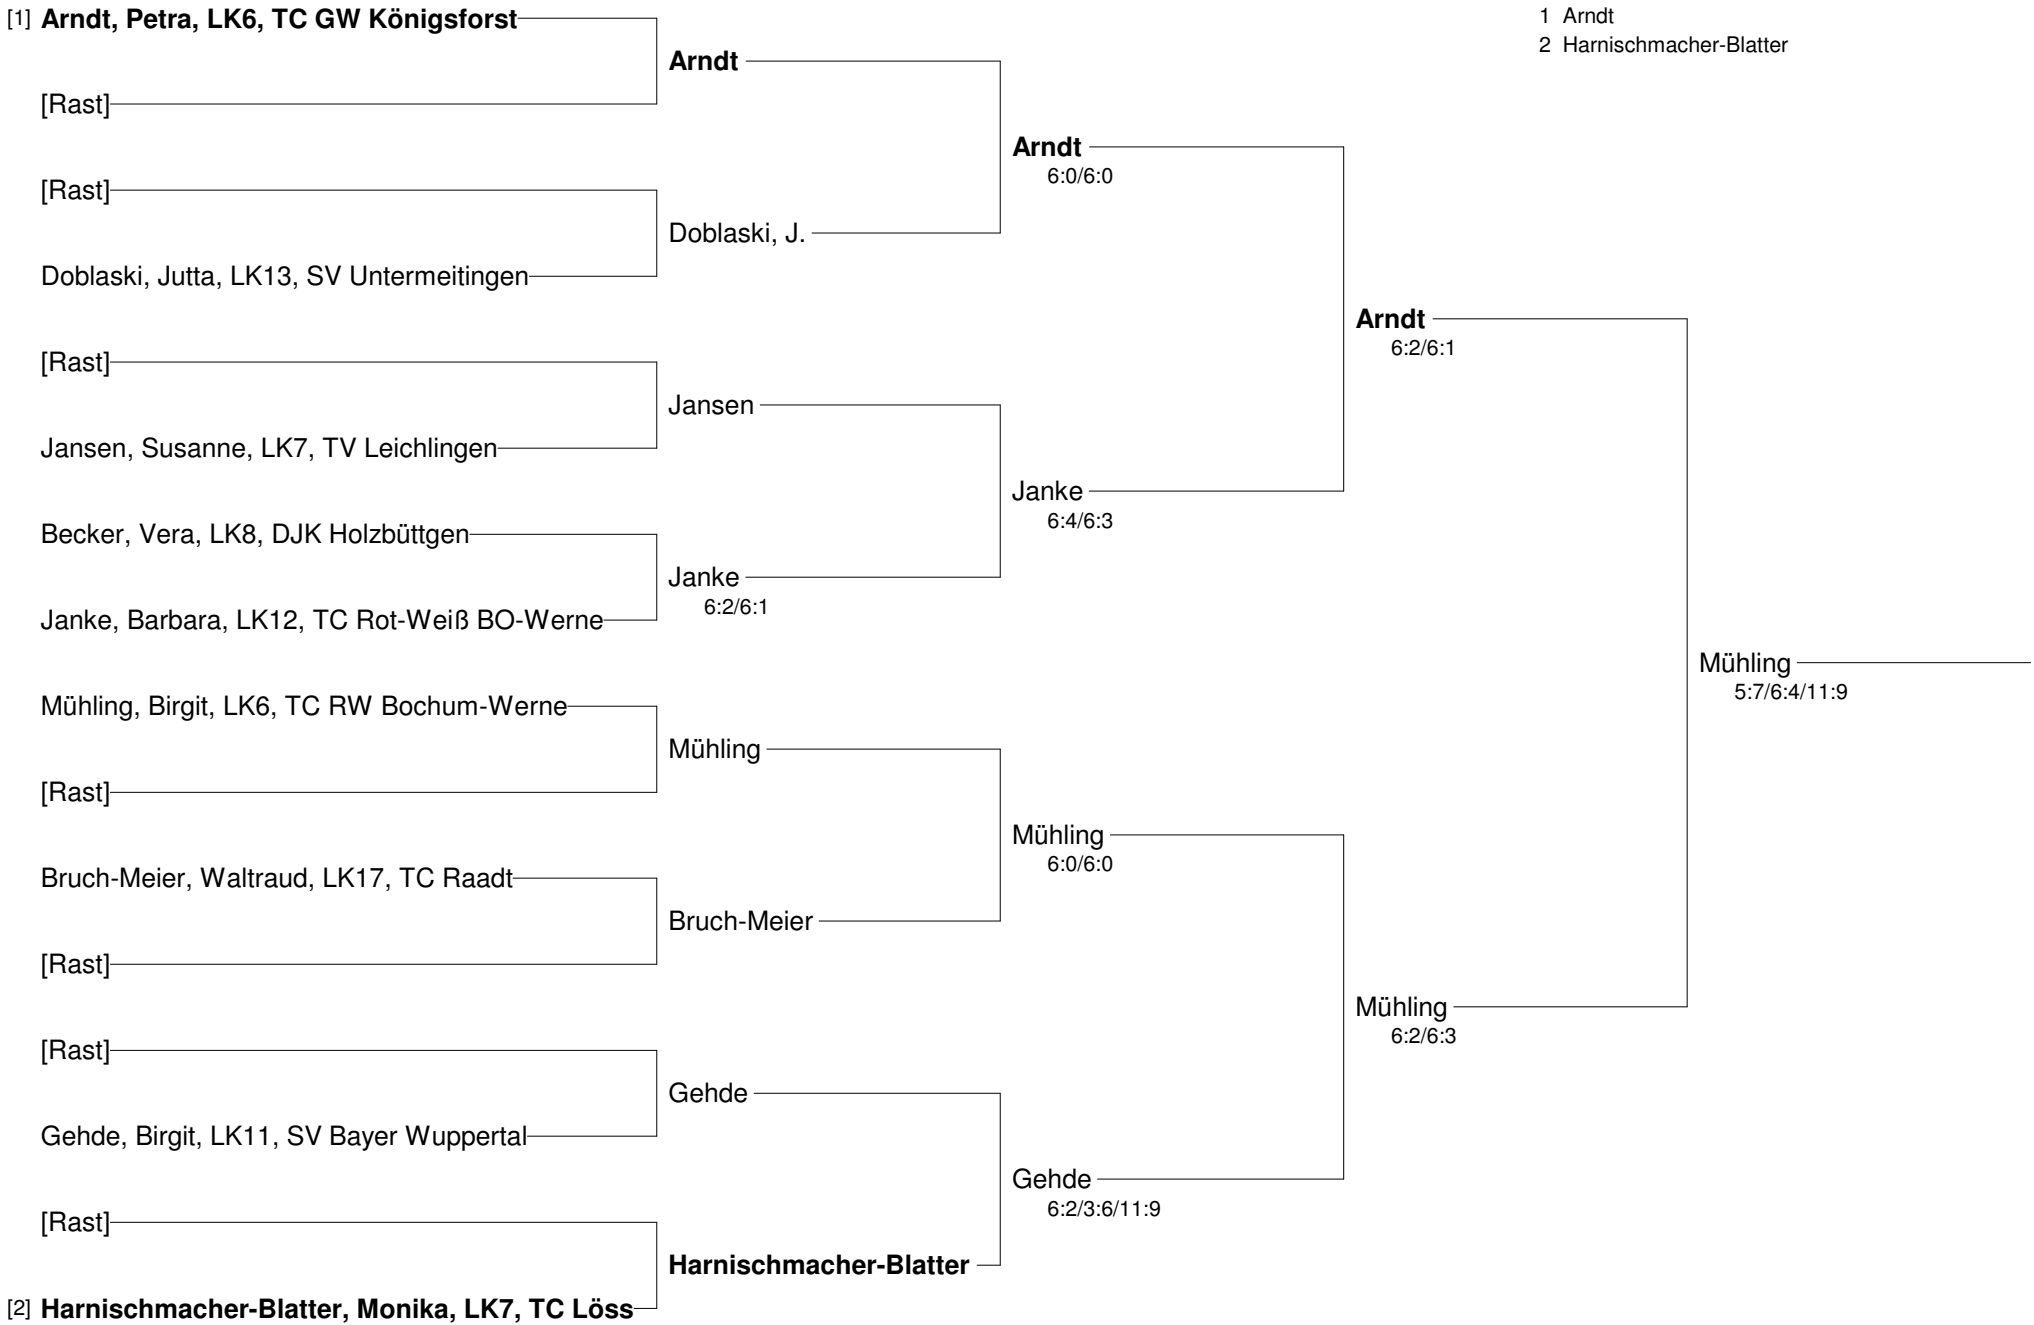 [1] Arndt, Petra, LK6, TC GW Königsforst
[Rast]
[Rast]
Doblaski, Jutta, LK13, SV Untermeitingen
[Rast]
Jansen, Susanne, LK7, TV Leichlingen
Becker, Vera, LK8, DJK Holzbüttgen
Janke, Barbara, LK12, TC Rot-Weiß BO-Werne
Mühling, Birgit, LK6, TC RW Bochum-Werne
[Rast]
Bruch-Meier, Waltraud, LK17, TC Raadt
[Rast]
[Rast]
Gehde, Birgit, LK11, SV Bayer Wuppertal
[Rast]
[2] Harnischmacher-Blatter, Monika, LK7, TC Löss
Arndt
Doblaski, J.
Jansen
Janke
6:2/6:1
Mühling
Bruch-Meier
Gehde
Harnischmacher-Blatter
Arndt
6:0/6:0
Janke
6:4/6:3
Mühling
6:0/6:0
Gehde
6:2/3:6/11:9
Arndt
6:2/6:1
Mühling
6:2/6:3
Mühling
5:7/6:4/11:9
1 Arndt
2 Harnischmacher-Blatter